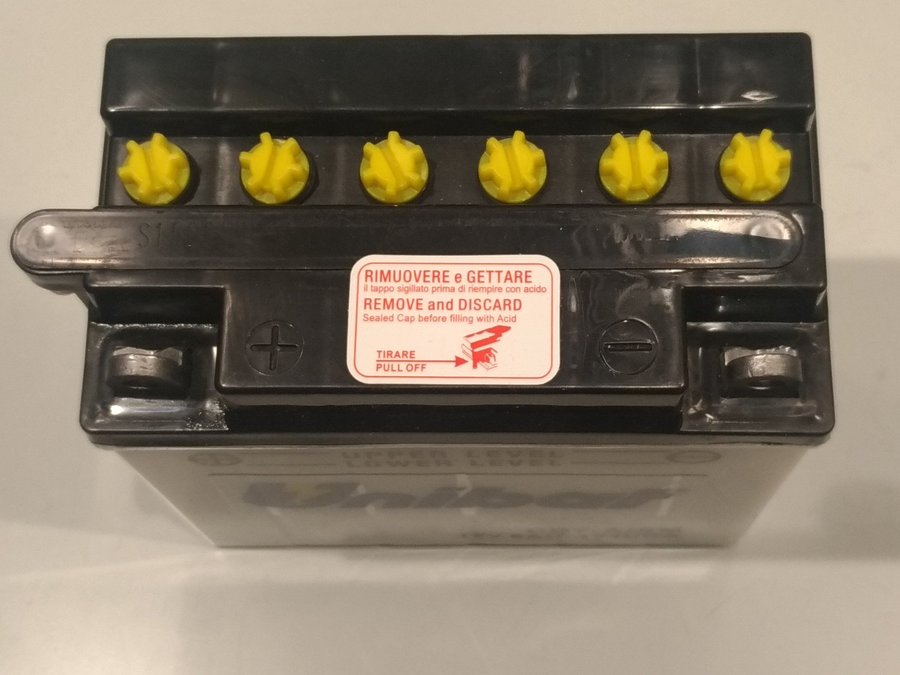 +
−
RIMUOVERE e GETTARE
il tappo sigillato prima di riempire con acido
REMOVE and DISCARD
Sealed Cap before filling with Acid
TIRARE
PULL OFF
UPPER LEVEL
LOWER LEVEL
Unibat